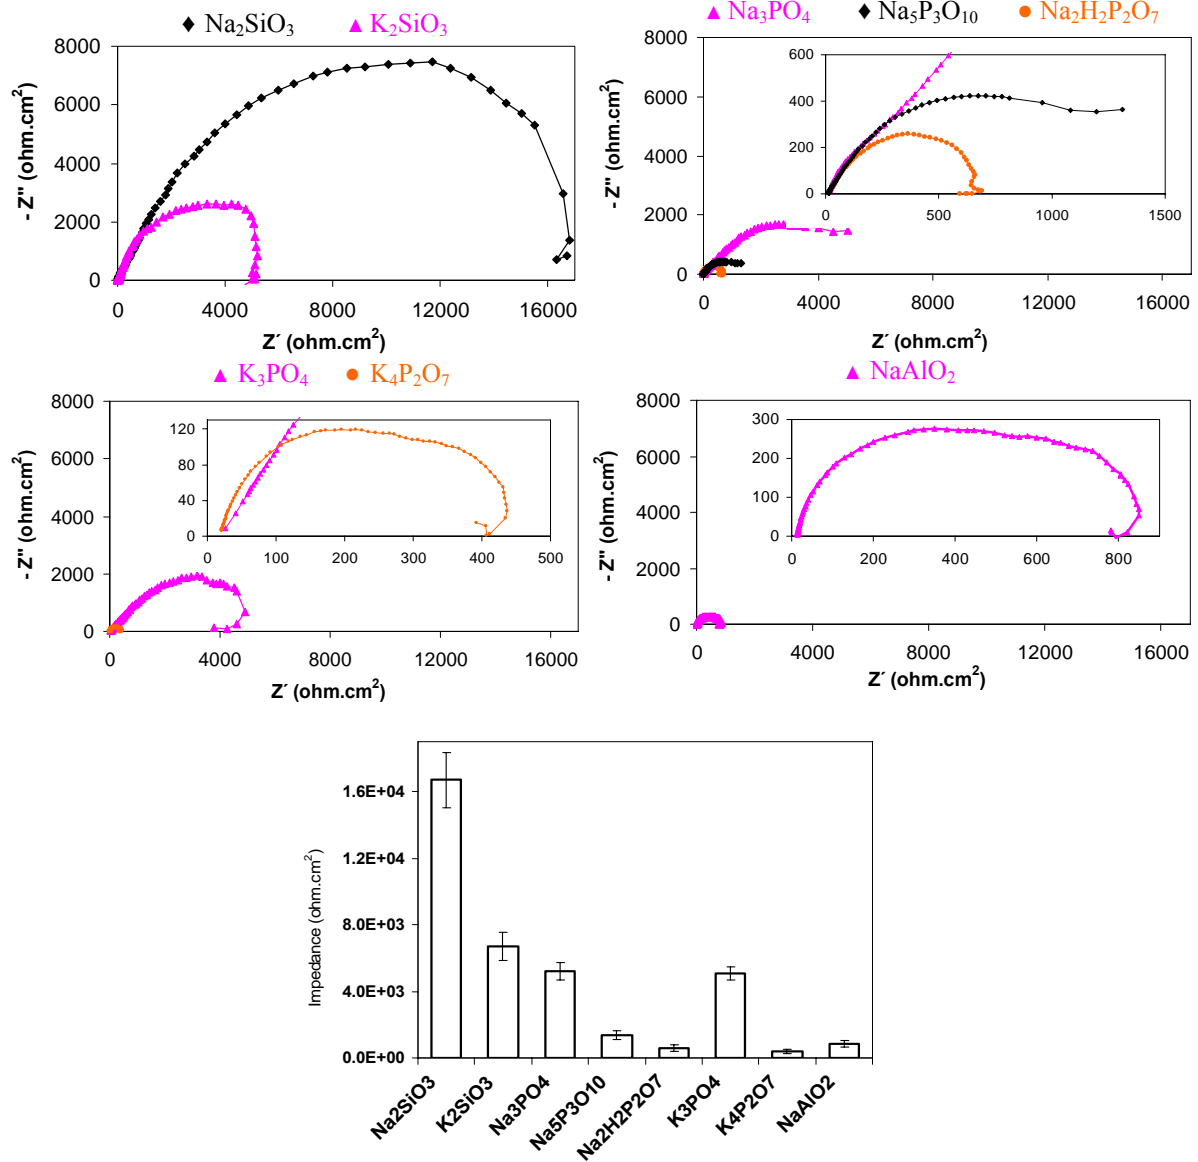 ◆ Na₂SiO₃ ▲ K₂SiO₃
8000
6000
4000
2000
0
- Z'' (ohm.cm²)
0 4000 8000 12000 16000
Z´ (ohm.cm²)
▲ Na₃PO₄ ◆ Na₅P₃O₁₀ ● Na₂H₂P₂O₇
8000
6000
4000
2000
0
- Z'' (ohm.cm²)
600
400
200
0
0 500 1000 1500
0 4000 8000 12000 16000
Z´ (ohm.cm²)
▲ K₃PO₄ ● K₄P₂O₇
8000
6000
4000
2000
0
- Z'' (ohm.cm²)
120
80
40
0
0 100 200 300 400 500
0 4000 8000 12000 16000
Z´ (ohm.cm²)
▲ NaAlO₂
8000
6000
4000
2000
0
- Z'' (ohm.cm²)
300
200
100
0
0 200 400 600 800
0 4000 8000 12000 16000
Z´ (ohm.cm²)
Impedance (ohm.cm²)
1.6E+04
1.2E+04
8.0E+03
4.0E+03
0.0E+00
Na2SiO3
K2SiO3
Na3PO4
Na5P3O10
Na2H2P2O7
K3PO4
K4P2O7
NaAlO2